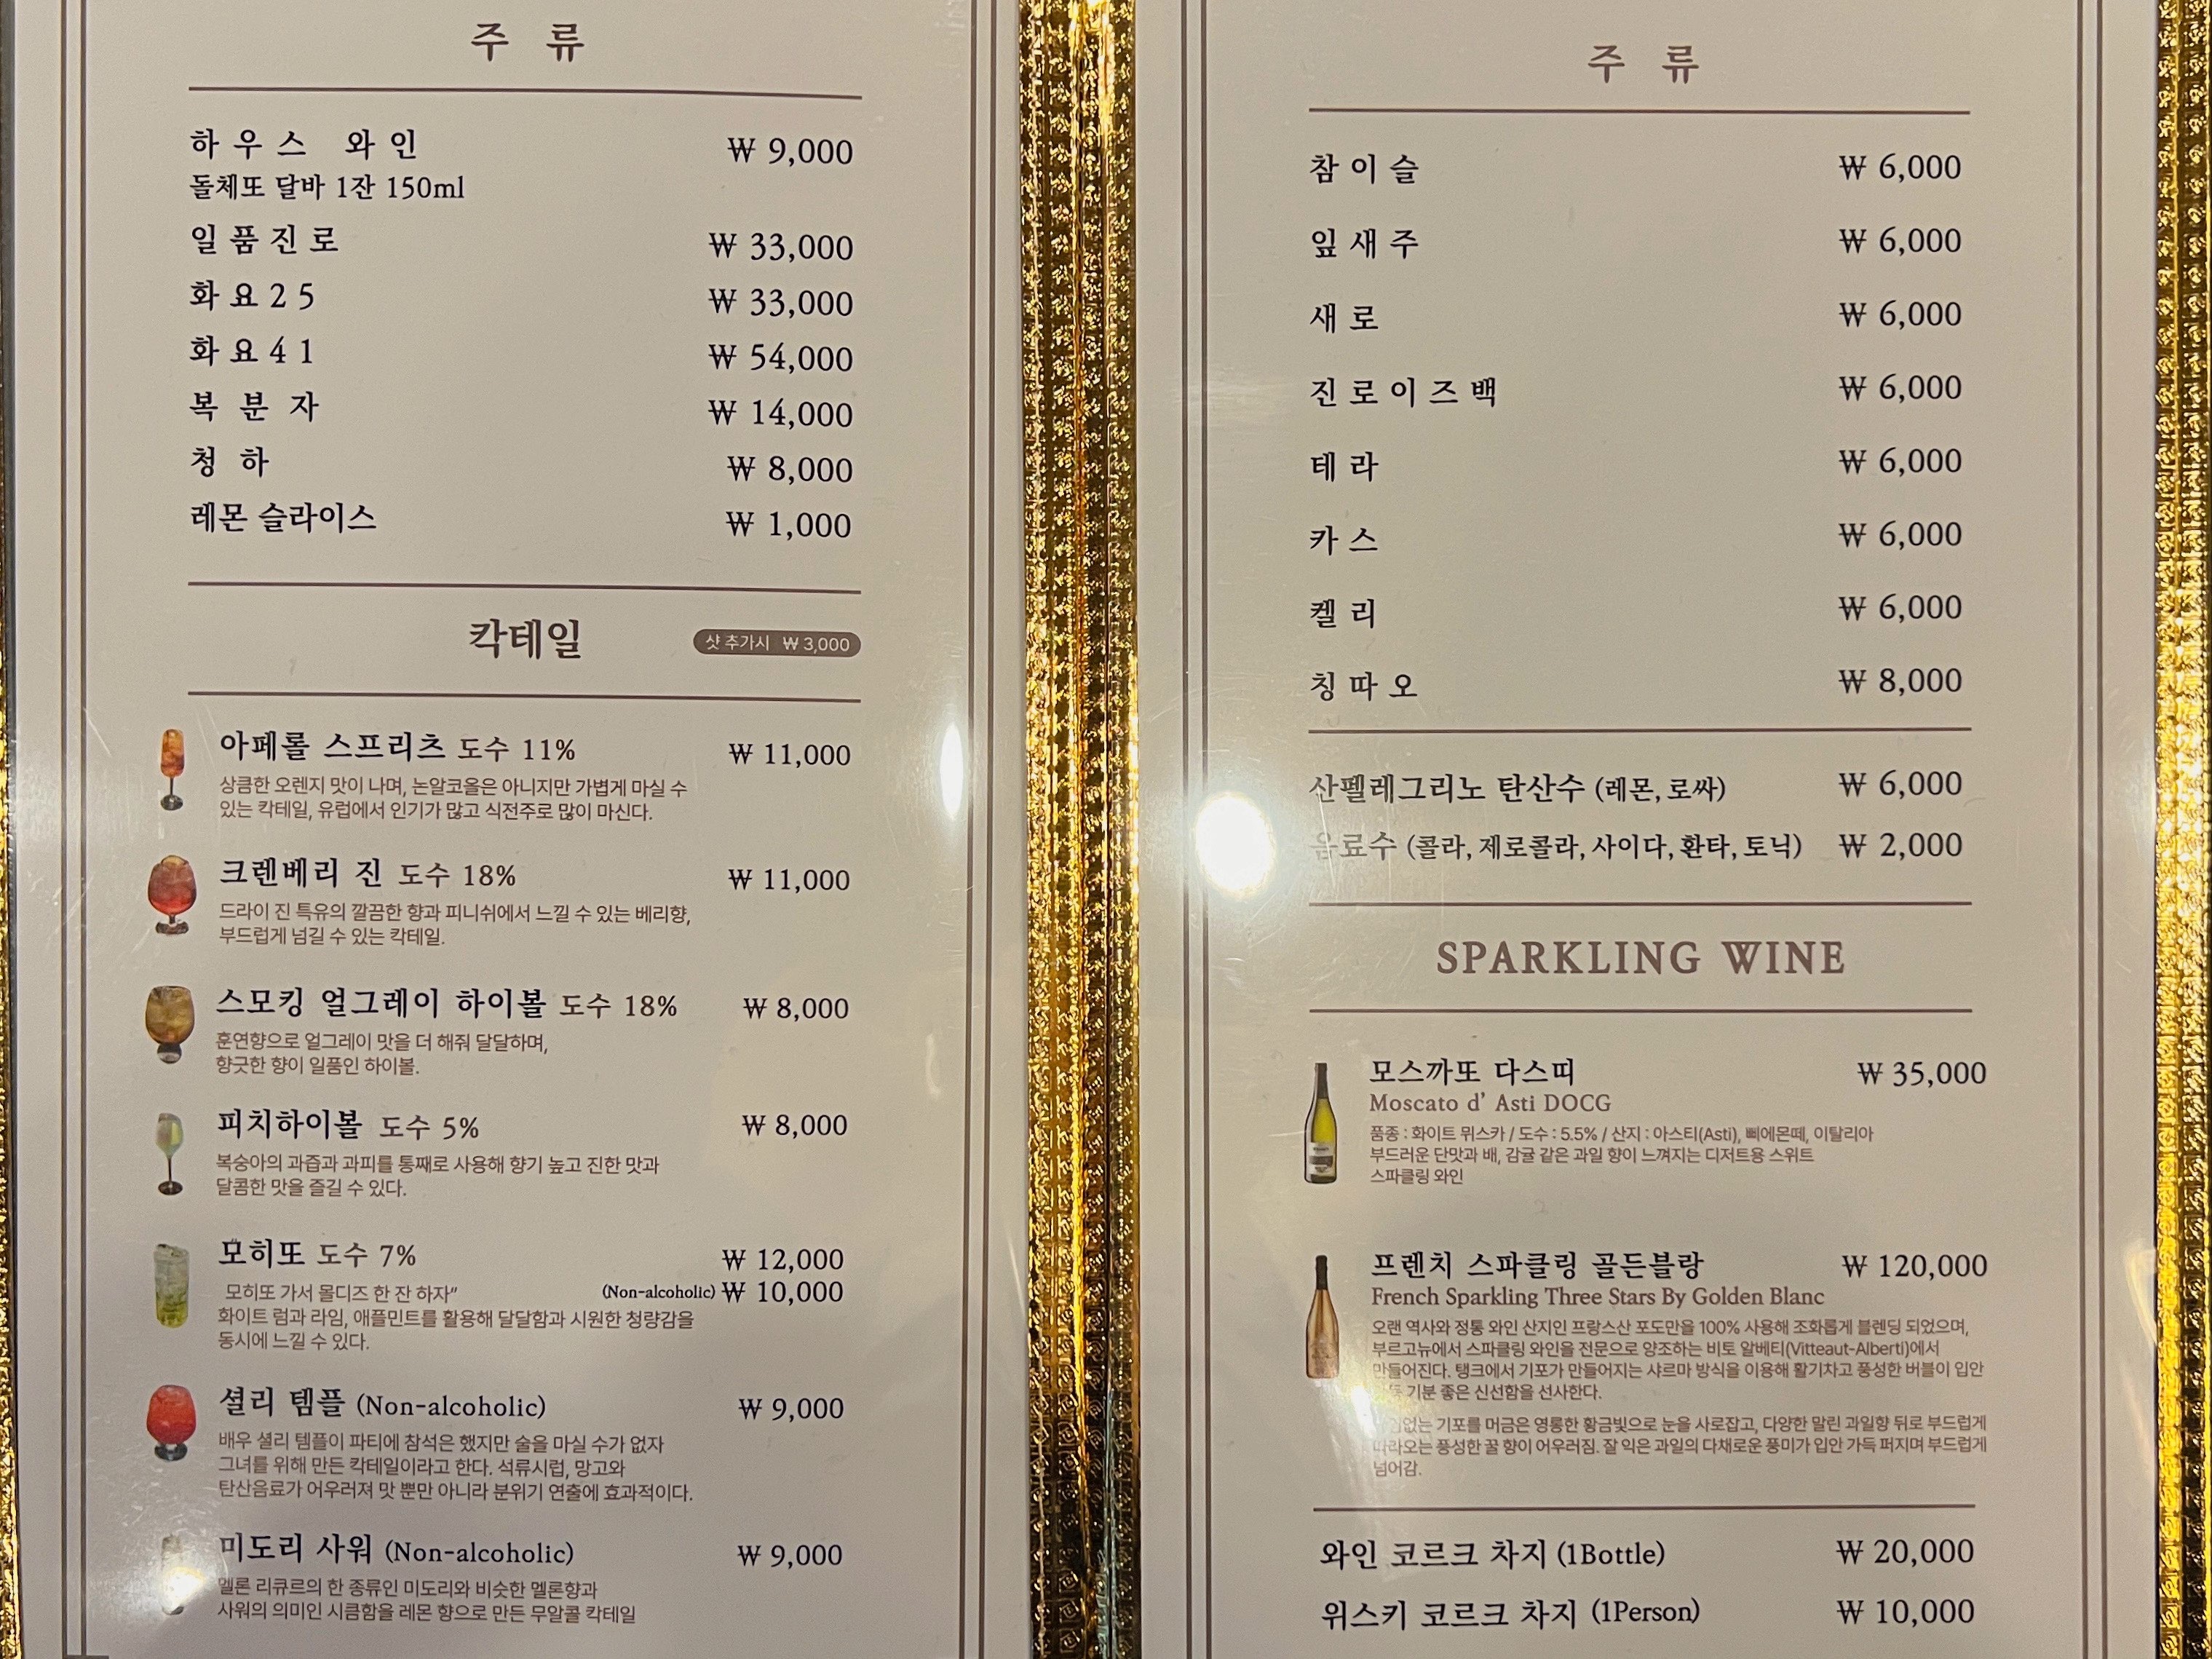 주 류
하우스 와인 ₩ 9,000
돌체또 달바 1잔 150ml
일품진로 ₩ 33,000
화요25 ₩ 33,000
화요41 ₩ 54,000
복분자 ₩ 14,000
청하 ₩ 8,000
레몬 슬라이스 ₩ 1,000
칵테일 샷 추가시 ₩ 3,000
아페롤 스프리츠 도수 11% ₩ 11,000
상큼한 오렌지 맛이 나며, 논알코올은 아니지만 가볍게 마실 수
있는 칵테일, 유럽에서 인기가 많고 식전주로 많이 마신다.
크렌베리 진 도수 18% ₩ 11,000
드라이 진 특유의 깔끔한 향과 피니쉬에서 느낄 수 있는 베리향,
부드럽게 넘길 수 있는 칵테일.
스모킹 얼그레이 하이볼 도수 18% ₩ 8,000
훈연향으로 얼그레이 맛을 더 해줘 달달하며,
향긋한 향이 일품인 하이볼.
피치하이볼 도수 5% ₩ 8,000
복숭아의 과즙과 과피를 통째로 사용해 향기 높고 진한 맛과
달콤한 맛을 즐길 수 있다.
모히또 도수 7% ₩ 12,000
모히또 가서 몰디즈 한 잔 하자" (Non-alcoholic) ₩ 10,000
화이트 럼과 라임, 애플민트를 활용해 달달함과 시원한 청량감을
동시에 느낄 수 있다.
셜리 템플 (Non-alcoholic) ₩ 9,000
배우 셜리 템플이 파티에 참석은 했지만 술을 마실 수가 없자
그녀를 위해 만든 칵테일이라고 한다. 석류시럽, 망고와
탄산음료가 어우러져 맛 뿐만 아니라 분위기 연출에 효과적이다.
미도리 사워 (Non-alcoholic) ₩ 9,000
멜론 리큐르의 한 종류인 미도리와 비슷한 멜론향과
사워의 의미인 시큼함을 레몬 향으로 만든 무알콜 칵테일
주 류
참이슬 ₩ 6,000
잎새주 ₩ 6,000
새로 ₩ 6,000
진로이즈백 ₩ 6,000
테라 ₩ 6,000
카스 ₩ 6,000
켈리 ₩ 6,000
칭따오 ₩ 8,000
산펠레그리노 탄산수 (레몬, 로싸) ₩ 6,000
음료수 (콜라, 제로콜라, 사이다, 환타, 토닉) ₩ 2,000
SPARKLING WINE
모스까또 다스띠 ₩ 35,000
Moscato d' Asti DOCG
품종 : 화이트 뮈스카 / 도수 : 5.5% / 산지 : 아스티(Asti), 삐에몬떼, 이탈리아
부드러운 단맛과 배, 감귤 같은 과일 향이 느껴지는 디저트용 스위트
스파클링 와인
프렌치 스파클링 골든블랑 ₩ 120,000
French Sparkling Three Stars By Golden Blanc
오랜 역사와 정통 와인 산지인 프랑스산 포도만을 100% 사용해 조화롭게 블렌딩 되었으며,
부르고뉴에서 스파클링 와인을 전문으로 양조하는 비토 알베티(Vitteaut-Alberti)에서
만들어진다. 탱크에서 기포가 만들어지는 샤르마 방식을 이용해 활기차고 풍성한 버블이 입안
기분 좋은 신선함을 선사한다.
기포를 머금은 영롱한 황금빛으로 눈을 사로잡고, 다양한 말린 과일향 뒤로 부드럽게
따라오는 풍성한 꿀 향이 어우러짐. 잘 익은 과일의 다채로운 풍미가 입안 가득 퍼지며 부드럽게
넘어감.
와인 코르크 차지 (1Bottle) ₩ 20,000
위스키 코르크 차지 (1Person) ₩ 10,000